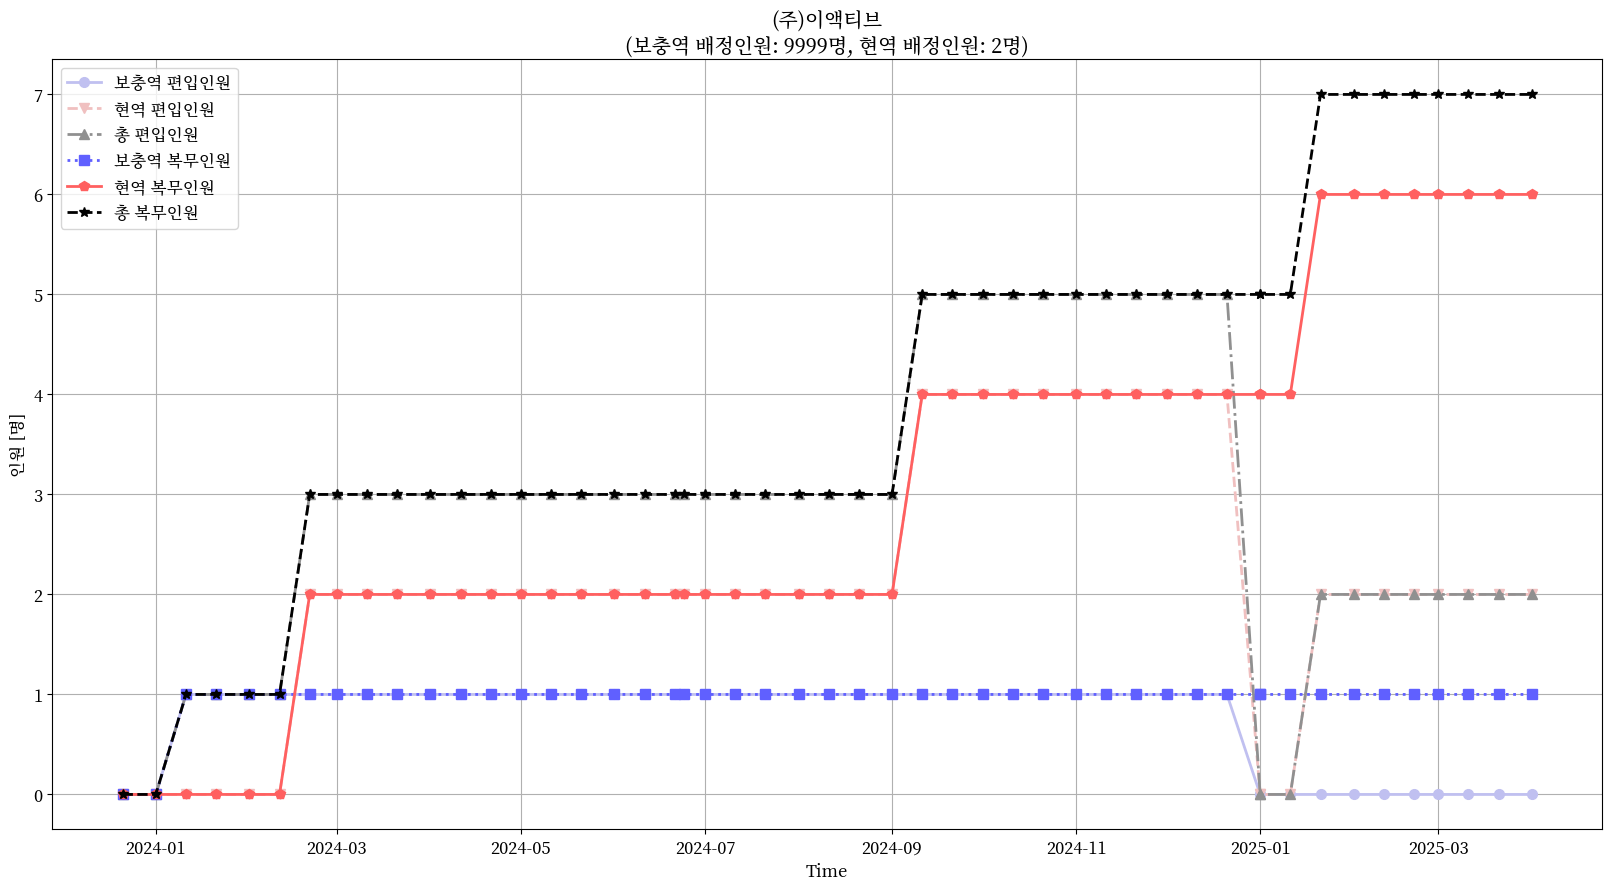 (주)이액티브
(보충역 배정인원: 9999명, 현역 배정인원: 2명)
보충역 편입인원
현역 편입인원
총 편입인원
보충역 복무인원
현역 복무인원
총 복무인원
7
6
5
4
3
2
1
0
인원 [명]
2024-01
2024-03
2024-05
2024-07
2024-09
2024-11
2025-01
2025-03
Time